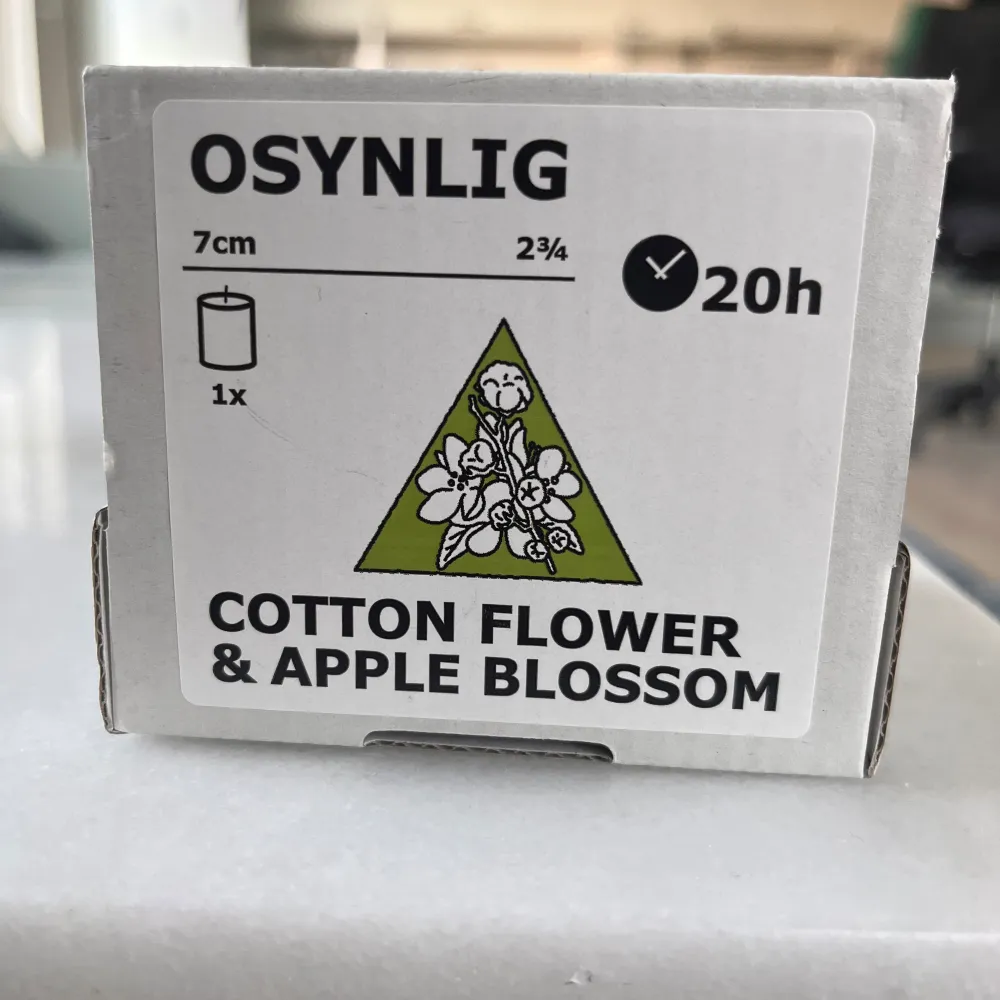 OSYNLIG
7cm 2¾
20h
1x
COTTON FLOWER
& APPLE BLOSSOM